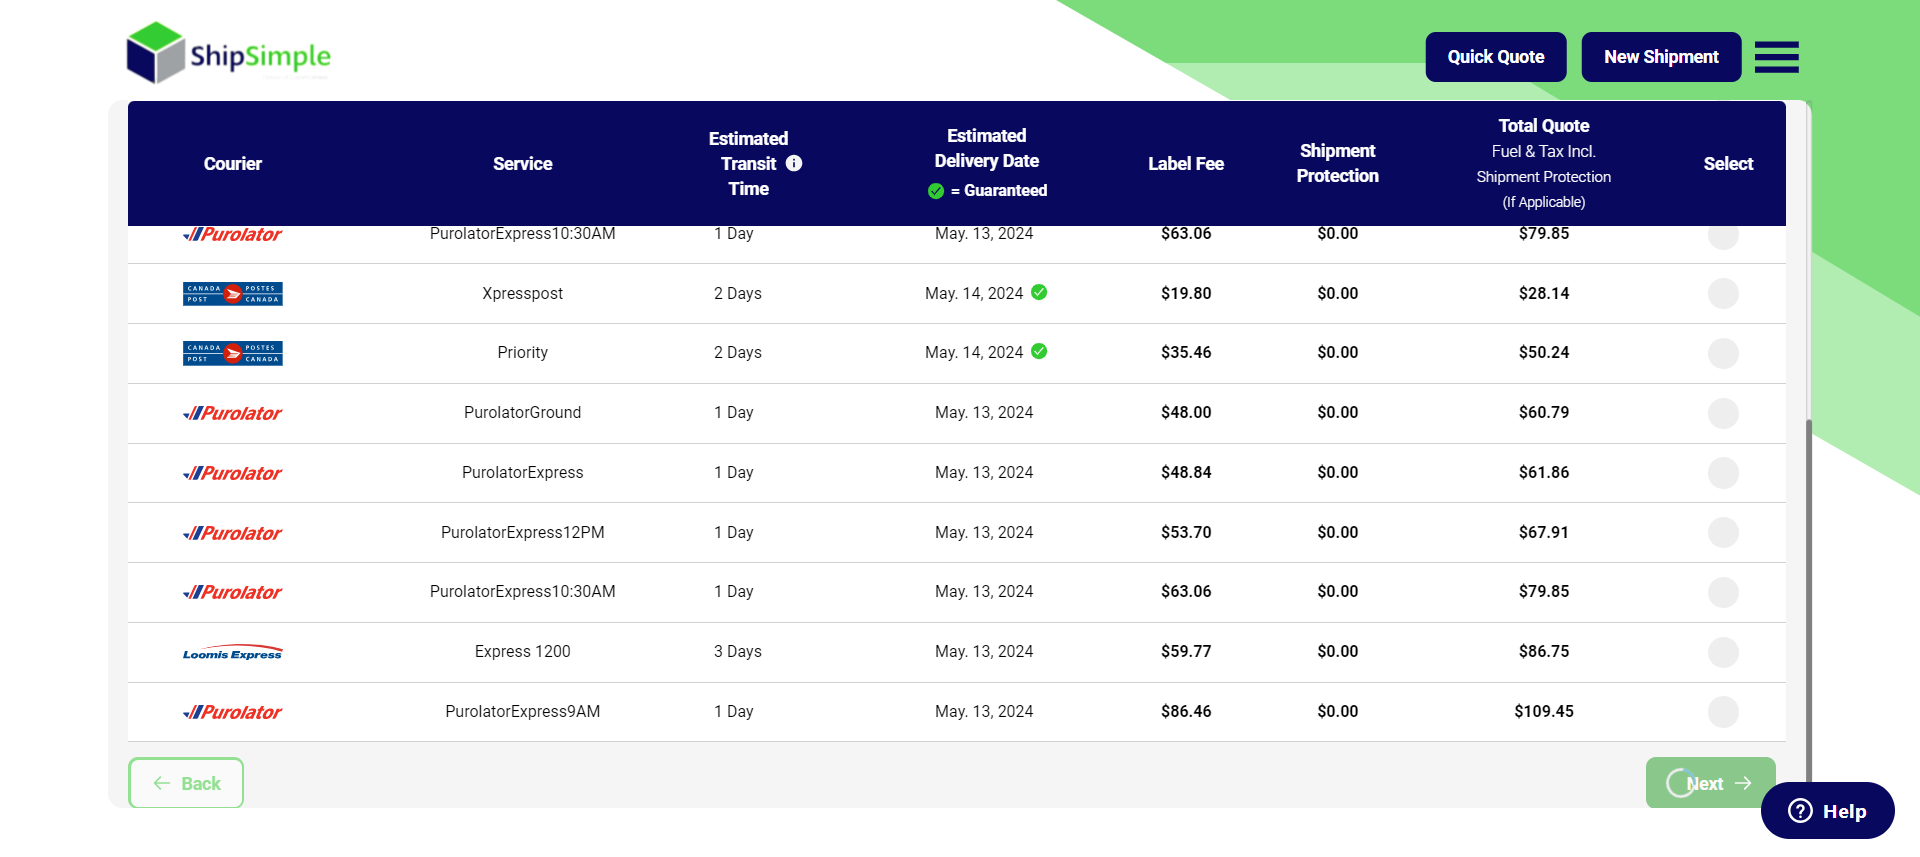 ShipSimple
Quick Quote
New Shipment
Courier
Service
Estimated
Transit
Time
Estimated
Delivery Date
= Guaranteed
Label Fee
Shipment
Protection
Total Quote
Fuel & Tax Incl.
Shipment Protection
(If Applicable)
Select
Purolator PurolatorExpress10:30AM 1 Day May. 13, 2024 $63.06 $0.00 $79.85
CANADA POSTES
POST CANADA
Xpresspost 2 Days May. 14, 2024 $19.80 $0.00 $28.14
CANADA POSTES
POST CANADA
Priority 2 Days May. 14, 2024 $35.46 $0.00 $50.24
Purolator PurolatorGround 1 Day May. 13, 2024 $48.00 $0.00 $60.79
Purolator PurolatorExpress 1 Day May. 13, 2024 $48.84 $0.00 $61.86
Purolator PurolatorExpress12PM 1 Day May. 13, 2024 $53.70 $0.00 $67.91
Purolator PurolatorExpress10:30AM 1 Day May. 13, 2024 $63.06 $0.00 $79.85
Loomis Express Express 1200 3 Days May. 13, 2024 $59.77 $0.00 $86.75
Purolator PurolatorExpress9AM 1 Day May. 13, 2024 $86.46 $0.00 $109.45
Back
Next
Help